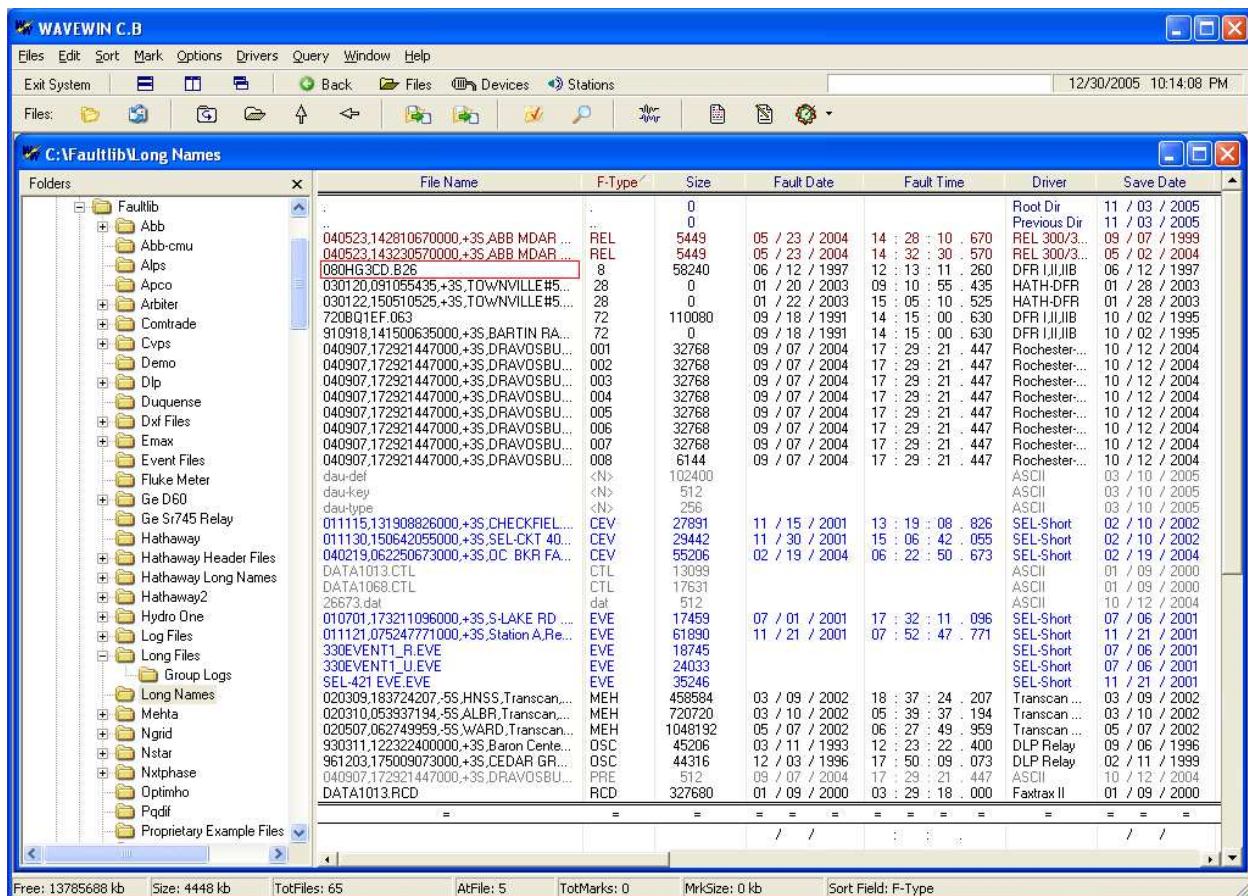 WAVEWIN C.B
Files Edit Sort Mark Options Drivers Query Window Help
Exit System Back Files Devices Stations 12/30/2005 10:14:08 PM
Files:
C:\Faultlib\Long Names
Folders x
Faultlib
Abb
Abb-cmu
Alps
Apco
Arbiter
Comtrade
Cvps
Demo
Dlp
Duquense
Dxf Files
Emax
Event Files
Fluke Meter
Ge D60
Ge Sr745 Relay
Hathaway
Hathaway Header Files
Hathaway Long Names
Hathaway2
Hydro One
Log Files
Long Files
Group Logs
Long Names
Mehta
Ngrid
Nstar
Nxtphase
Optimho
Pqdif
Proprietary Example Files
File Name F-Type Size Fault Date Fault Time Driver Save Date
. . 0 Root Dir 11 / 03 / 2005
.. .. 0 Previous Dir 11 / 03 / 2005
040523,142810670000,+3S,ABB MDAR ... REL 5449 05 / 23 / 2004 14 : 28 : 10 . 670 REL 300/3... 09 / 07 / 1999
040523,143230570000,+3S,ABB MDAR ... REL 5449 05 / 23 / 2004 14 : 32 : 30 . 570 REL 300/3... 05 / 02 / 2004
080HG3CD.B26 8 58240 06 / 12 / 1997 12 : 13 : 11 . 260 DFR I,II,IIB 06 / 12 / 1997
030120,091055435,+3S,TOWNVILLE#5... 28 0 01 / 20 / 2003 09 : 10 : 55 . 435 HATH-DFR 01 / 28 / 2003
030122,150510525,+3S,TOWNVILLE#5... 28 0 01 / 22 / 2003 15 : 05 : 10 . 525 HATH-DFR 01 / 28 / 2003
720BQ1EF.063 72 110080 09 / 18 / 1991 14 : 15 : 00 . 630 DFR I,II,IIB 10 / 02 / 1995
910918,141500635000,+3S,BARTIN RA... 72 0 09 / 18 / 1991 14 : 15 : 00 . 630 DFR I,II,IIB 10 / 02 / 1995
040907,172921447000,+3S,DRAVOSBU... 001 32768 09 / 07 / 2004 17 : 29 : 21 . 447 Rochester-... 10 / 12 / 2004
040907,172921447000,+3S,DRAVOSBU... 002 32768 09 / 07 / 2004 17 : 29 : 21 . 447 Rochester-... 10 / 12 / 2004
040907,172921447000,+3S,DRAVOSBU... 003 32768 09 / 07 / 2004 17 : 29 : 21 . 447 Rochester-... 10 / 12 / 2004
040907,172921447000,+3S,DRAVOSBU... 004 32768 09 / 07 / 2004 17 : 29 : 21 . 447 Rochester-... 10 / 12 / 2004
040907,172921447000,+3S,DRAVOSBU... 005 32768 09 / 07 / 2004 17 : 29 : 21 . 447 Rochester-... 10 / 12 / 2004
040907,172921447000,+3S,DRAVOSBU... 006 32768 09 / 07 / 2004 17 : 29 : 21 . 447 Rochester-... 10 / 12 / 2004
040907,172921447000,+3S,DRAVOSBU... 007 32768 09 / 07 / 2004 17 : 29 : 21 . 447 Rochester-... 10 / 12 / 2004
040907,172921447000,+3S,DRAVOSBU... 008 6144 09 / 07 / 2004 17 : 29 : 21 . 447 Rochester-... 10 / 12 / 2004
dau-def <N> 102400 ASCII 03 / 10 / 2005
dau-key <N> 512 ASCII 03 / 10 / 2005
dau-type <N> 256 ASCII 03 / 10 / 2005
011115,131908826000,+3S,CHECKFIEL... CEV 27891 11 / 15 / 2001 13 : 19 : 08 . 826 SEL-Short 02 / 10 / 2002
011130,150642055000,+3S,SEL-CKT 40... CEV 29442 11 / 30 / 2001 15 : 06 : 42 . 055 SEL-Short 02 / 10 / 2002
040219,062250673000,+3S,OC BKR FA... CEV 55206 02 / 19 / 2004 06 : 22 : 50 . 673 SEL-Short 02 / 19 / 2004
DATA1013.CTL CTL 13099 ASCII 01 / 09 / 2000
DATA1068.CTL CTL 17631 ASCII 01 / 09 / 2000
26673.dat dat 512 ASCII 10 / 12 / 2004
010701,173211096000,+3S,S-LAKE RD ... EVE 17459 07 / 01 / 2001 17 : 32 : 11 . 096 SEL-Short 07 / 06 / 2001
011121,075247771000,+3S,Station A,Re... EVE 61890 11 / 21 / 2001 07 : 52 : 47 . 771 SEL-Short 11 / 21 / 2001
330EVENT1_R.EVE EVE 18745 SEL-Short 07 / 06 / 2001
330EVENT1_U.EVE EVE 24033 SEL-Short 07 / 06 / 2001
SEL-421 EVE.EVE EVE 35246 SEL-Short 11 / 21 / 2001
020309,183724207,-5S,HNSS,Transcan,... MEH 458584 03 / 09 / 2002 18 : 37 : 24 . 207 Transcan ... 03 / 09 / 2002
020310,053937194,-5S,ALBR,Transcan,... MEH 720720 03 / 10 / 2002 05 : 39 : 37 . 194 Transcan ... 03 / 10 / 2002
020507,062749959,-5S,WARD,Transcan... MEH 1048192 05 / 07 / 2002 06 : 27 : 49 . 959 Transcan ... 05 / 07 / 2002
930311,122322400000,+3S,Baron Cente... OSC 45206 03 / 11 / 1993 12 : 23 : 22 . 400 DLP Relay 09 / 06 / 1996
961203,175009073000,+3S,CEDAR GR... OSC 44316 12 / 03 / 1996 17 : 50 : 09 . 073 DLP Relay 02 / 11 / 1999
040907,172921447000,+3S,DRAVOSBU... PRE 512 09 / 07 / 2004 17 : 29 : 21 . 447 ASCII 10 / 12 / 2004
DATA1013.RCD RCD 327680 01 / 09 / 2000 03 : 29 : 18 . 000 Faxtrax II 01 / 09 / 2000
= = = = = = = = = = = = = =
/ / : : . / /
Free: 13785688 kb Size: 4448 kb TotFiles: 65 AtFile: 5 TotMarks: 0 MrkSize: 0 kb Sort Field: F-Type